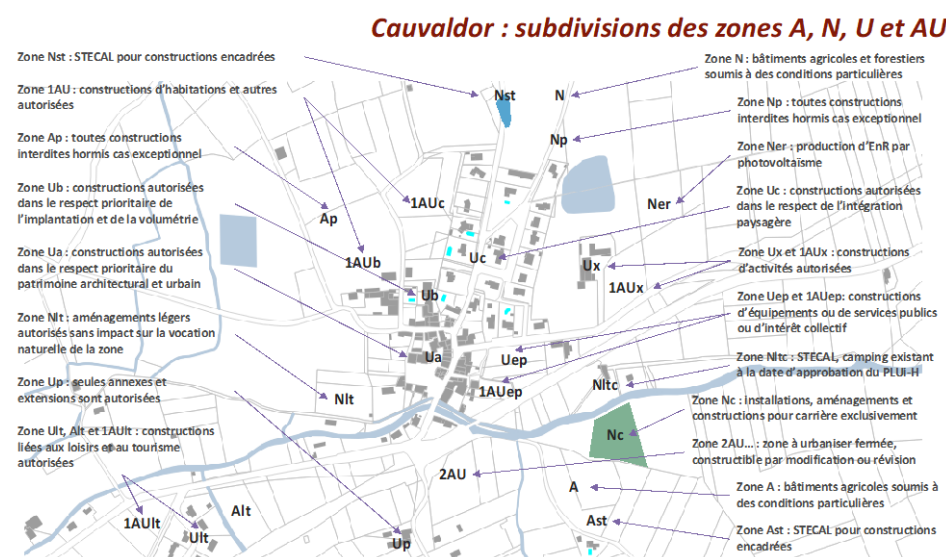 Cauvaldor : subdivisions des zones A, N, U et AU
Zone Nst : STECAL pour constructions encadrées
Zone 1AU : constructions d’habitations et autres
autorisées
Zone Ap : toutes constructions
interdites hormis cas exceptionnel
Zone Ub : constructions autorisées
dans le respect prioritaire de
l’implantation et de la volumétrie
Zone Ua : constructions autorisées
dans le respect prioritaire du
patrimoine architectural et urbain
Zone Nlt : aménagements légers
autorisés sans impact sur la vocation
naturelle de la zone
Zone Up : seules annexes et
extensions sont autorisées
Zone Ult, Alt et 1AUlt : constructions
liées aux loisirs et au tourisme
autorisées
Nst
N
Np
Ner
Ap
1AUc
1AUb
Uc
Ux
1AUx
Ub
Ua
Uep
1AUep
Nltc
Nlt
Nc
2AU
A
Alt
1AUlt
Ult
Up
Ast
Zone N : bâtiments agricoles et forestiers
soumis à des conditions particulières
Zone Np : toutes constructions
interdites hormis cas exceptionnel
Zone Ner : production d’EnR par
photovoltaïsme
Zone Uc : constructions autorisées
dans le respect de l’intégration
paysagère
Zone Ux et 1AUx : constructions
d’activités autorisées
Zone Uep et 1AUep: constructions
d’équipements ou de services publics
ou d’intérêt collectif
Zone Nltc : STECAL, camping existant
à la date d’approbation du PLUi-H
Zone Nc : installations, aménagements et
constructions pour carrière exclusivement
Zone 2AU... : zone à urbaniser fermée,
constructible par modification ou révision
Zone A : bâtiments agricoles soumis à
des conditions particulières
Zone Ast : STECAL pour constructions
encadrées